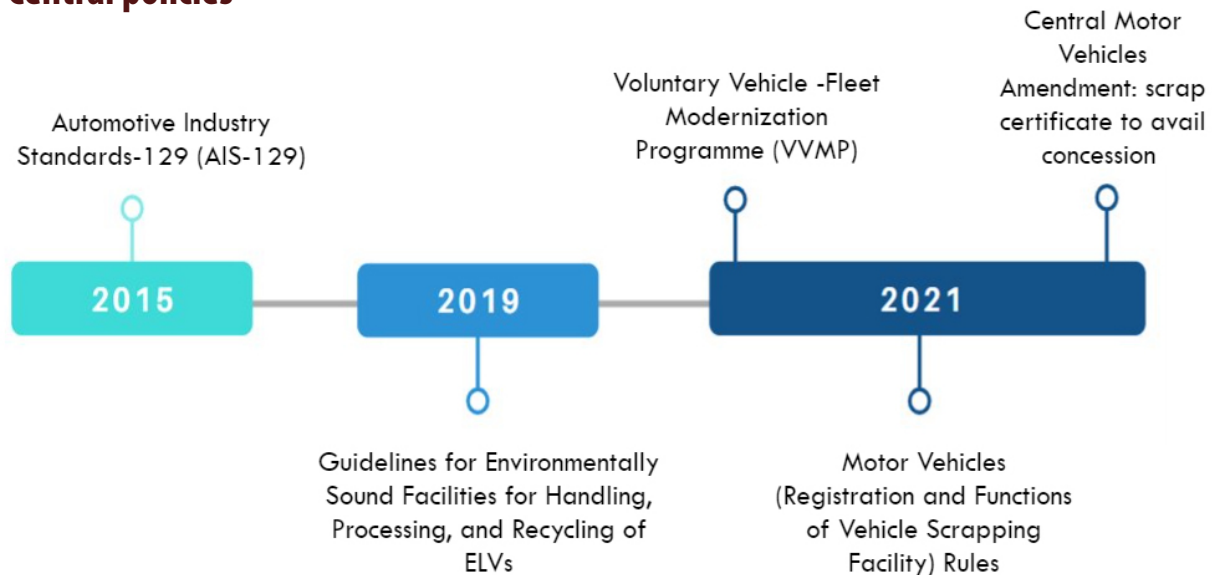 central policies
Automotive Industry
Standards-129 (AIS-129)
2015
2019
Guidelines for Environmentally
Sound Facilities for Handling,
Processing, and Recycling of
ELVs
Voluntary Vehicle -Fleet
Modernization
Programme (VVMP)
Central Motor
Vehicles
Amendment: scrap
certificate to avail
concession
2021
Motor Vehicles
(Registration and Functions
of Vehicle Scrapping
Facility) Rules